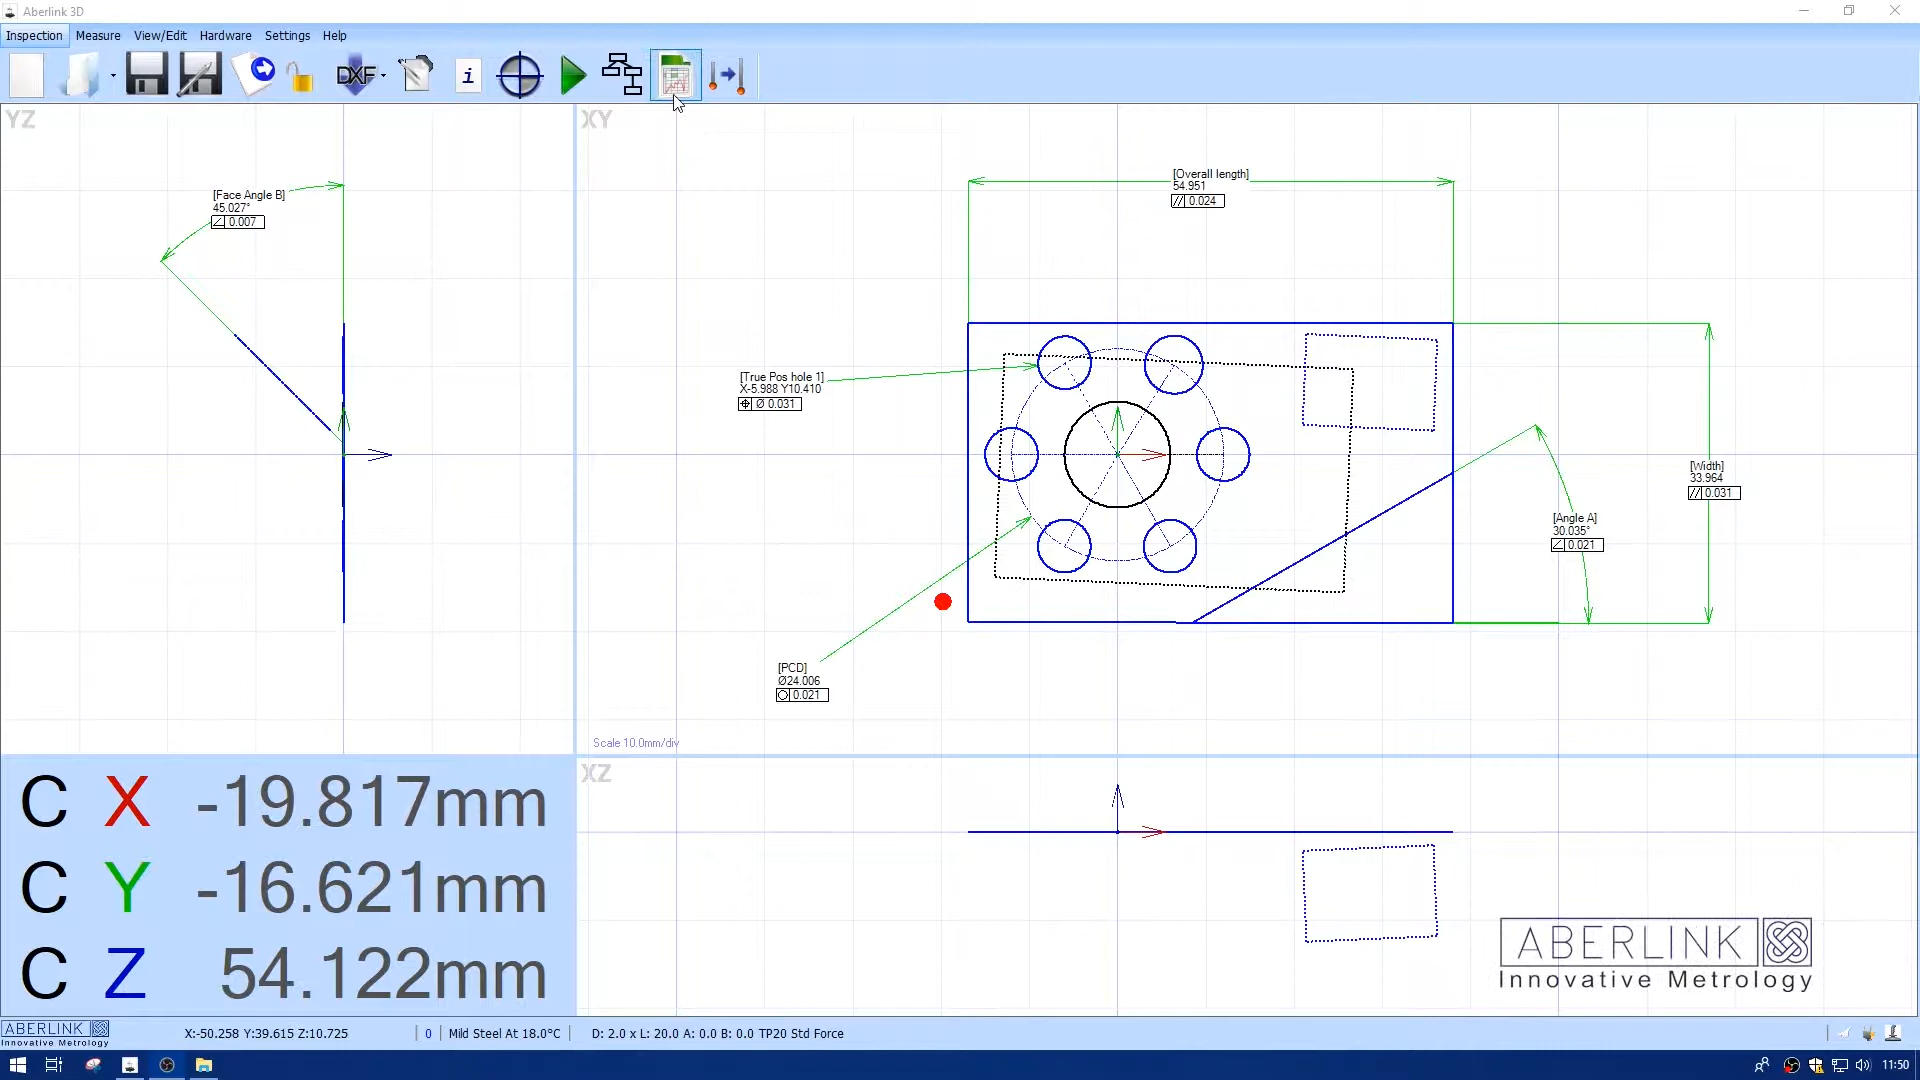 Aberlink 3D
Inspection Measure View/Edit Hardware Settings Help
DXF i
YZ
XY
[Face Angle B]
45.027°
∠ 0.007
[Overall length]
54.951
// 0.024
[True Pos hole 1]
X-5.988 Y10.410
⌖ Ø 0.031
[Width]
33.964
// 0.031
[Angle A]
30.035°
∠ 0.021
[PCD]
Ø24.006
○ 0.021
Scale 10.0mm/div
C X -19.817mm
C Y -16.621mm
C Z 54.122mm
XZ
ABERLINK
Innovative Metrology
ABERLINK
Innovative Metrology
X:-50.258 Y:39.615 Z:10.725
0
Mild Steel At 18.0°C
D: 2.0 x L: 20.0 A: 0.0 B: 0.0 TP20 Std Force
11:50